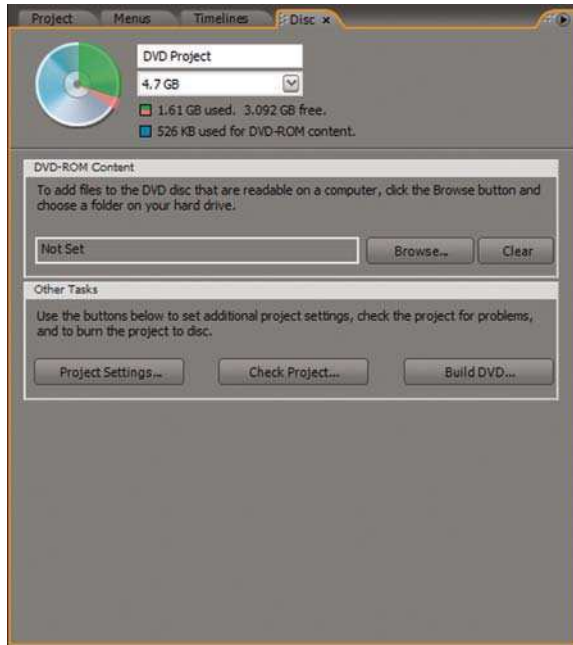 Project Menus Timelines Disc x
DVD Project
4.7 GB
1.61 GB used. 3.092 GB free.
526 KB used for DVD-ROM content.
DVD-ROM Content
To add files to the DVD disc that are readable on a computer, click the Browse button and
choose a folder on your hard drive.
Not Set Browse... Clear
Other Tasks
Use the buttons below to set additional project settings, check the project for problems,
and to burn the project to disc.
Project Settings... Check Project... Build DVD...